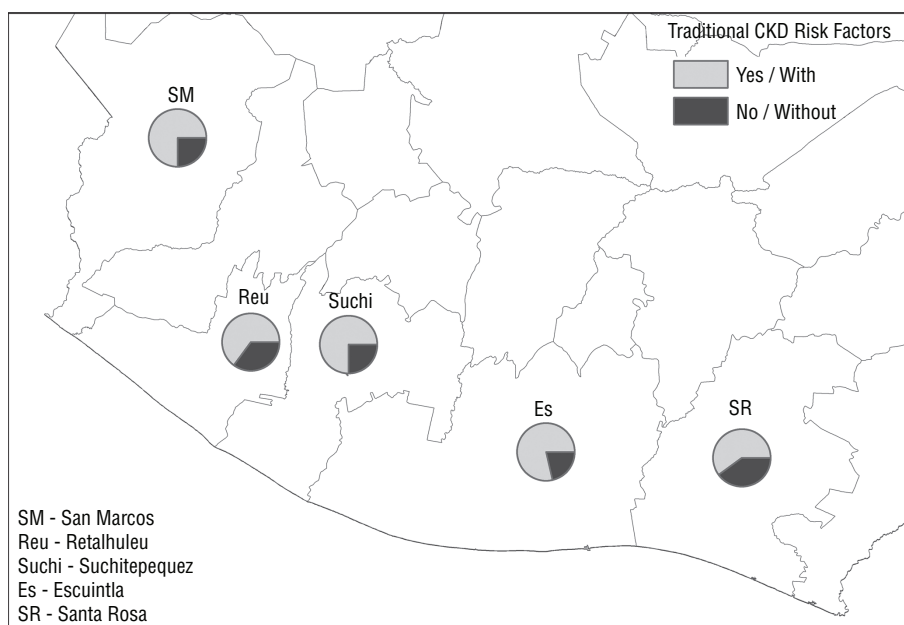 Traditional CKD Risk Factors
Yes / With
No / Without
SM
Reu
Suchi
Es
SR
SM - San Marcos
Reu - Retalhuleu
Suchi - Suchitepequez
Es - Escuintla
SR - Santa Rosa